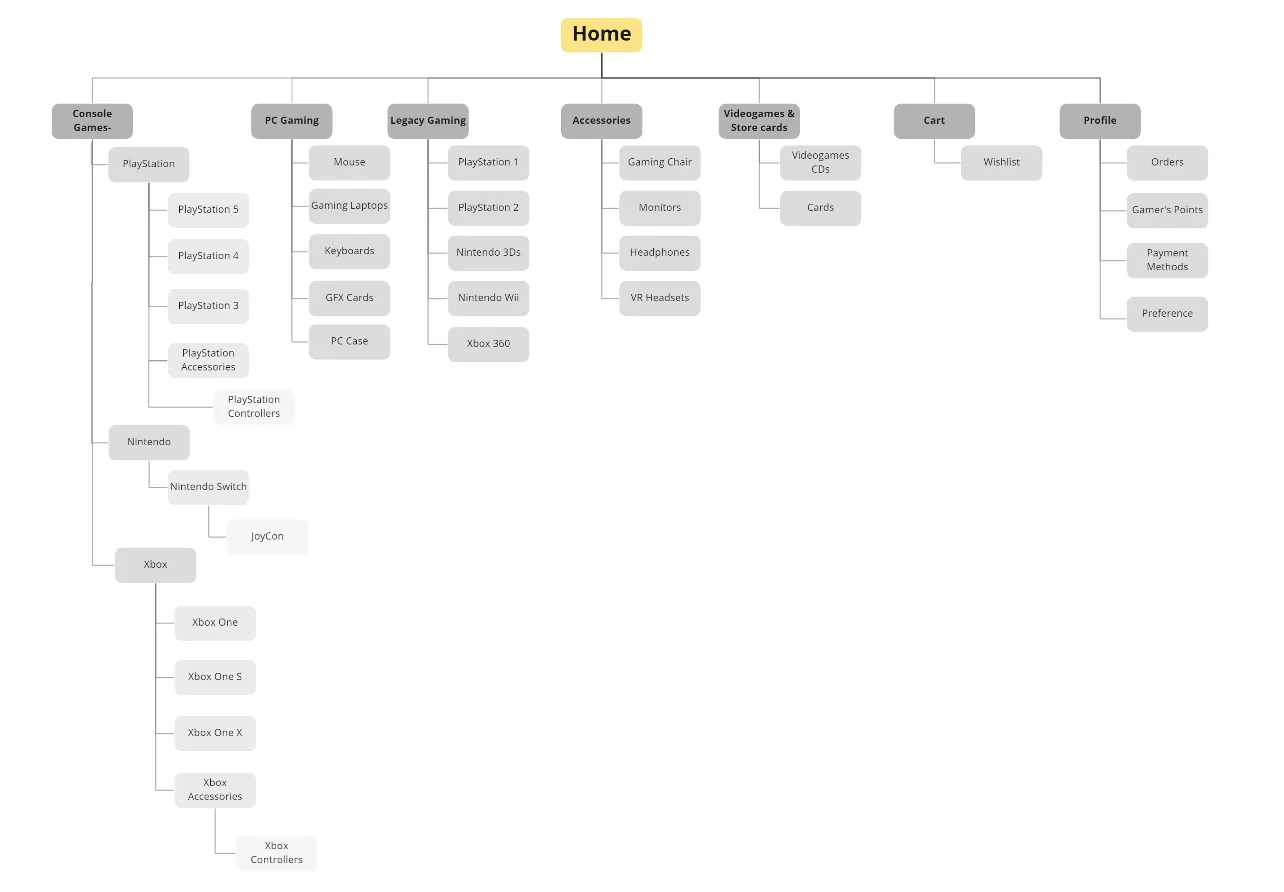 Home
Console
Games-
PC Gaming
Legacy Gaming
Accessories
Videogames &
Store cards
Cart
Profile
PlayStation
PlayStation 5
PlayStation 4
PlayStation 3
PlayStation
Accessories
PlayStation
Controllers
Nintendo
Nintendo Switch
JoyCon
Xbox
Xbox One
Xbox One S
Xbox One X
Xbox
Accessories
Xbox
Controllers
Mouse
Gaming Laptops
Keyboards
GFX Cards
PC Case
PlayStation 1
PlayStation 2
Nintendo 3Ds
Nintendo Wii
Xbox 360
Gaming Chair
Monitors
Headphones
VR Headsets
Videogames
CDs
Cards
Wishlist
Orders
Gamer's Points
Payment
Methods
Preference